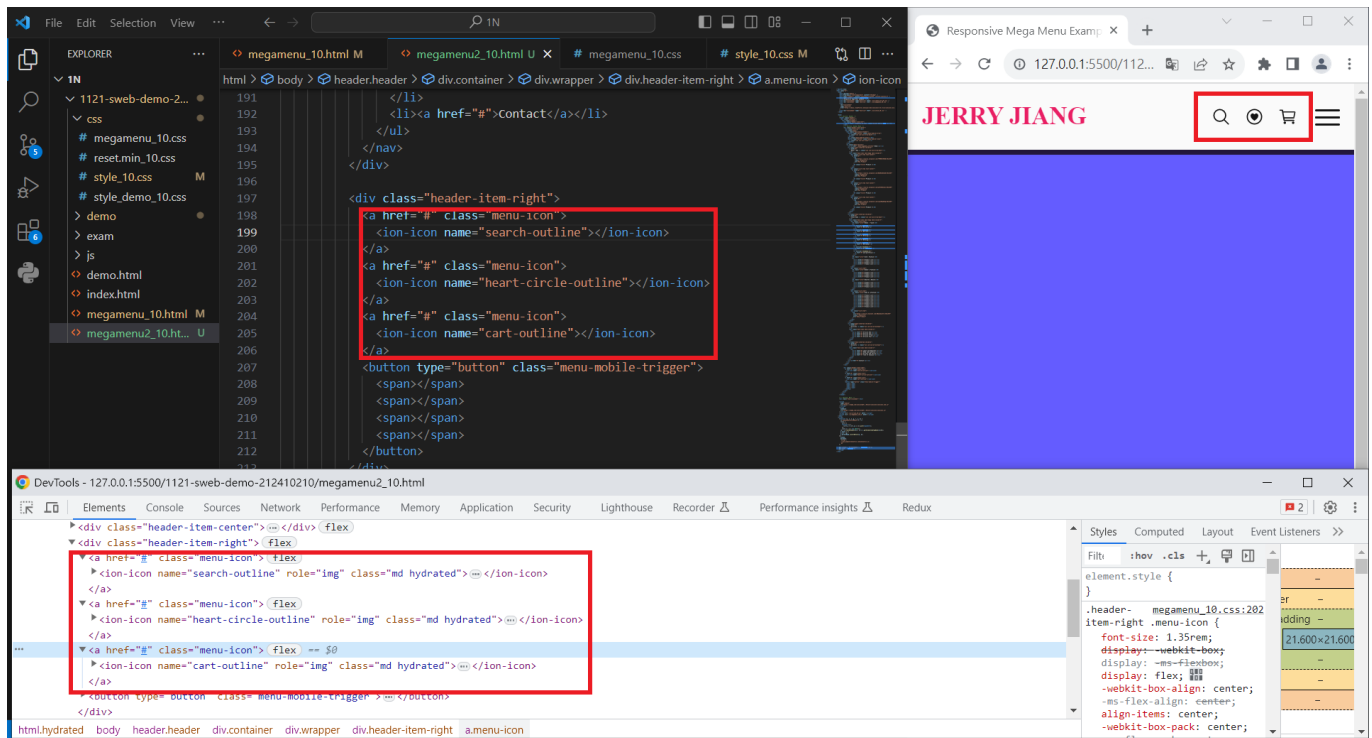 File Edit Selection View ··· 1N
EXPLORER ···
1N
1121-sweb-demo-2...
css
# megamenu_10.css
# reset.min_10.css
# style_10.css M
# style_demo_10.css
demo
exam
js
<> demo.html
<> index.html
<> megamenu_10.html M
<> megamenu2_10.ht... U
5
6
<> megamenu_10.html M <> megamenu2_10.html U # megamenu_10.css # style_10.css M ···
html > body > header.header > div.container > div.wrapper > div.header-item-right > a.menu-icon > ion-icon
191 </li>
192 <li><a href="#">Contact</a></li>
193 </ul>
194 </nav>
195 </div>
196
197 <div class="header-item-right">
198 <a href="#" class="menu-icon">
199 <ion-icon name="search-outline"></ion-icon>
200 </a>
201 <a href="#" class="menu-icon">
202 <ion-icon name="heart-circle-outline"></ion-icon>
203 </a>
204 <a href="#" class="menu-icon">
205 <ion-icon name="cart-outline"></ion-icon>
206 </a>
207 <button type="button" class="menu-mobile-trigger">
208 <span></span>
209 <span></span>
210 <span></span>
211 <span></span>
212 </button>
213 </div>
Responsive Mega Menu Examp
127.0.0.1:5500/112...
JERRY JIANG
DevTools - 127.0.0.1:5500/1121-sweb-demo-212410210/megamenu2_10.html
Elements Console Sources Network Performance Memory Application Security Lighthouse Recorder Performance insights Redux 2
<div class="header-item-center">···</div> flex
<div class="header-item-right"> flex
<a href="#" class="menu-icon"> flex
<ion-icon name="search-outline" role="img" class="md hydrated">···</ion-icon>
</a>
<a href="#" class="menu-icon"> flex
<ion-icon name="heart-circle-outline" role="img" class="md hydrated">···</ion-icon>
</a>
··· <a href="#" class="menu-icon"> flex == $0
<ion-icon name="cart-outline" role="img" class="md hydrated">···</ion-icon>
</a>
<button type="button" class="menu-mobile-trigger">···</button>
</div>
html.hydrated body header.header div.container div.wrapper div.header-item-right a.menu-icon
Styles Computed Layout Event Listeners >>
:hov .cls +
element.style {
}
.header- megamenu_10.css:202
item-right .menu-icon {
font-size: 1.35rem;
display: -webkit-box;
display: -ms-flexbox;
display: flex;
-webkit-box-align: center;
-ms-flex-align: center;
align-items: center;
-webkit-box-pack: center;
21.600×21.600